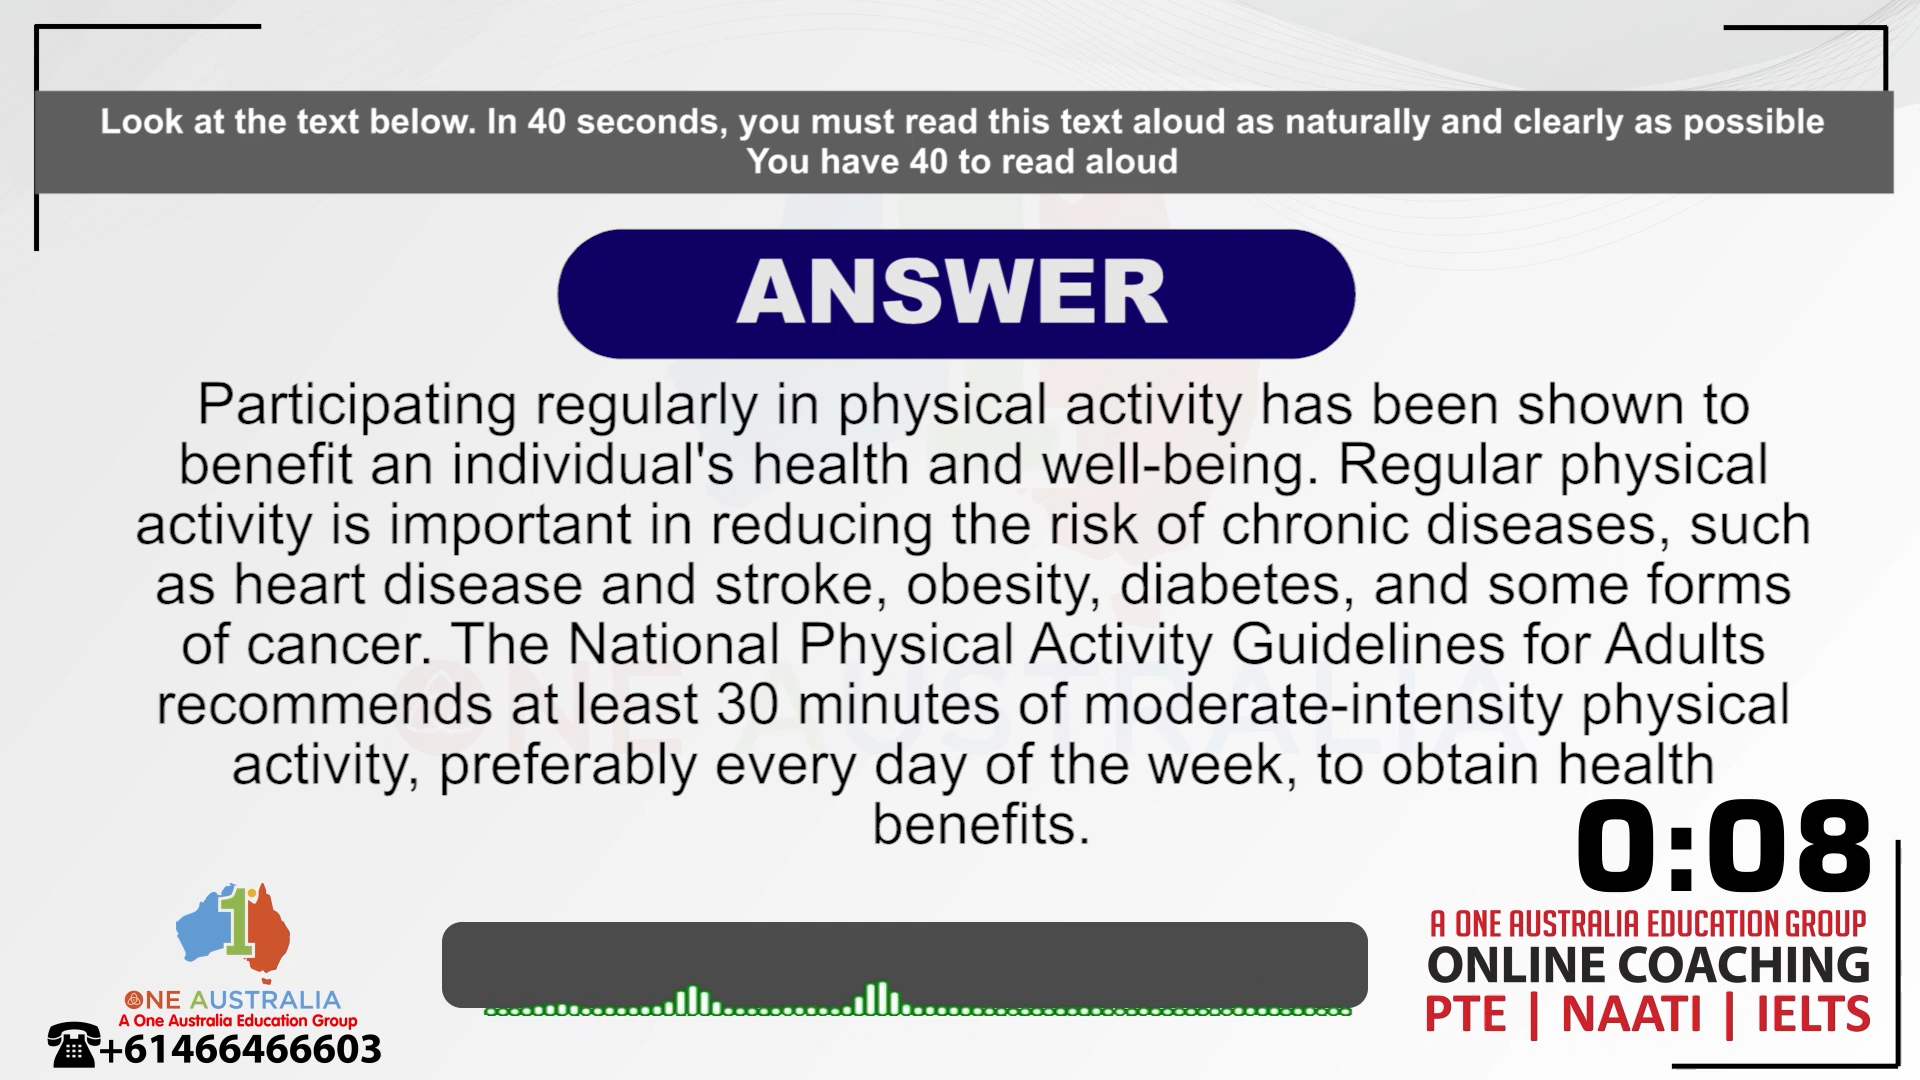 Look at the text below. In 40 seconds, you must read this text aloud as naturally and clearly as possible
You have 40 to read aloud
ANSWER
Participating regularly in physical activity has been shown to
benefit an individual's health and well-being. Regular physical
activity is important in reducing the risk of chronic diseases, such
as heart disease and stroke, obesity, diabetes, and some forms
of cancer. The National Physical Activity Guidelines for Adults
recommends at least 30 minutes of moderate-intensity physical
activity, preferably every day of the week, to obtain health
benefits.
0:08
1
ONE AUSTRALIA
A One Australia Education Group
+61466466603
A ONE AUSTRALIA EDUCATION GROUP
ONLINE COACHING
PTE | NAATI | IELTS
ONE AUSTRALIA